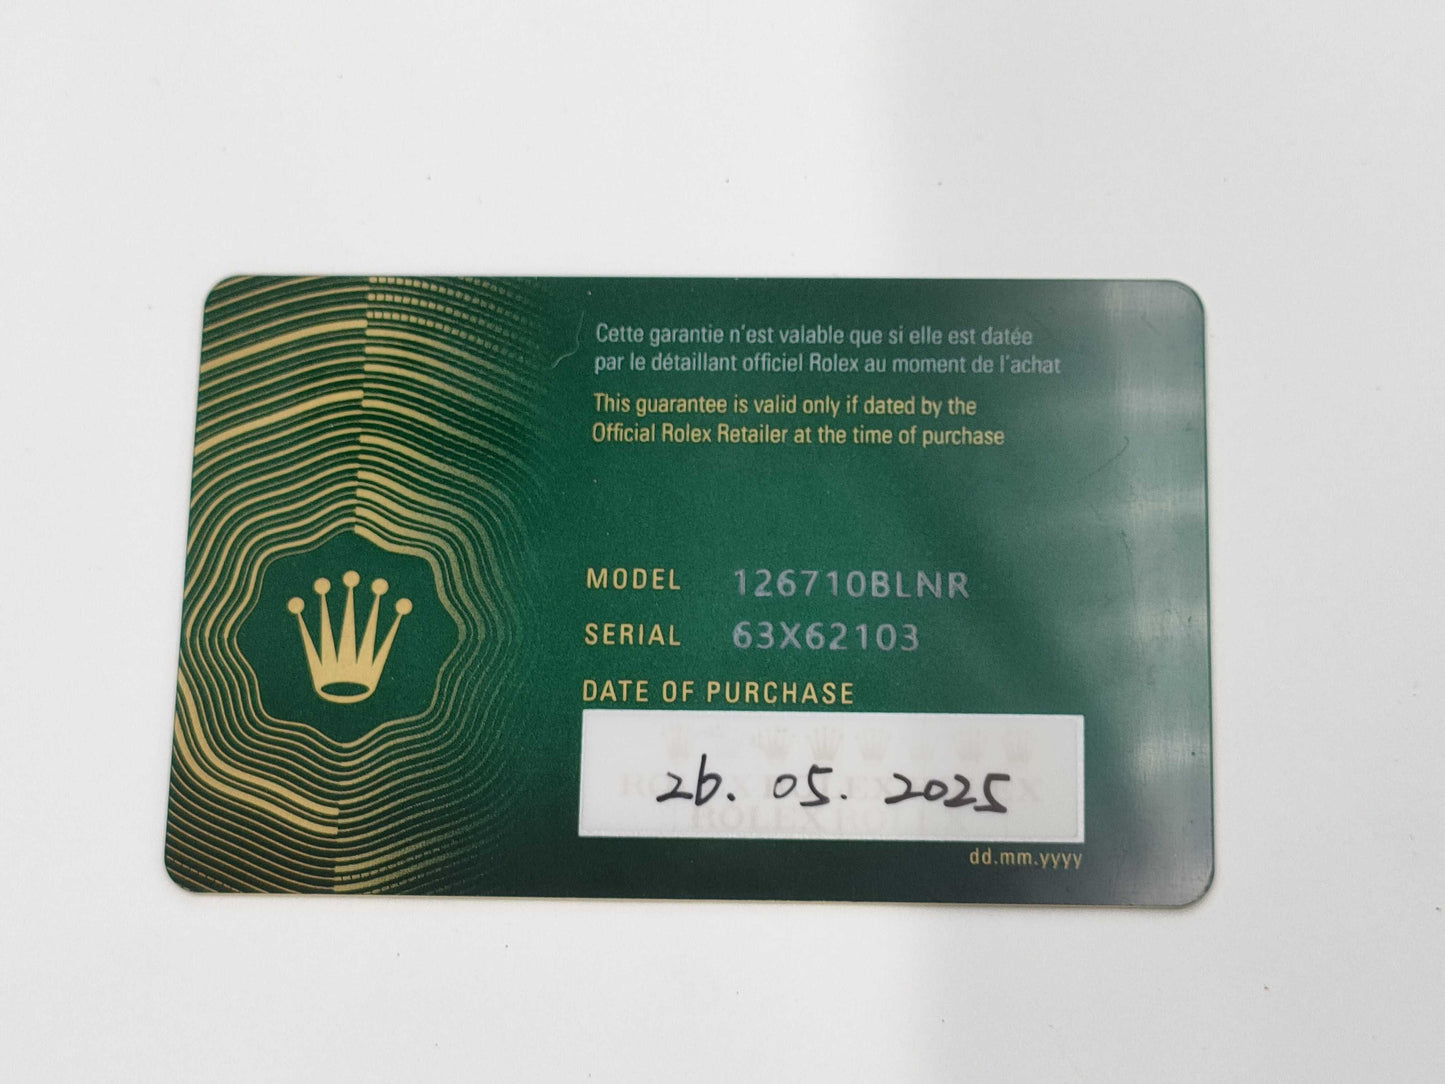 Cette garantie n'est valable que si elle est datée
par le détaillant officiel Rolex au moment de l'achat
This guarantee is valid only if dated by the
Official Rolex Retailer at the time of purchase
MODEL 126710BLNR
SERIAL 63X62103
DATE OF PURCHASE
26. 05. 2025
dd.mm.yyyy